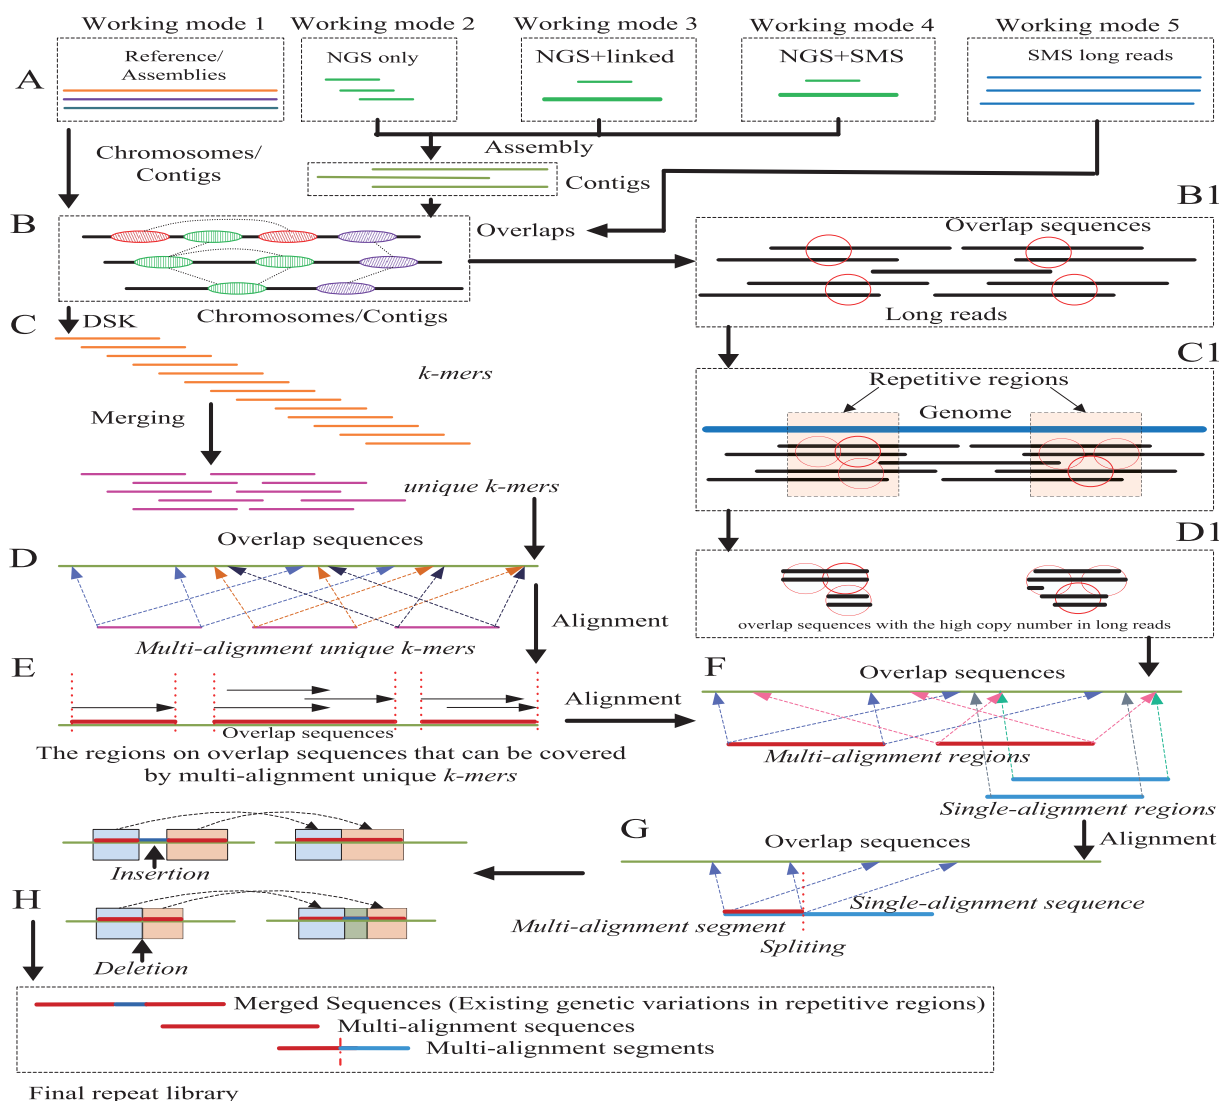 Working mode 1
Working mode 2
Working mode 3
Working mode 4
Working mode 5
A
Reference/
Assemblies
NGS only
NGS+linked
NGS+SMS
SMS long reads
Chromosomes/
Contigs
Assembly
Contigs
B
Overlaps
Chromosomes/Contigs
B1
Overlap sequences
Long reads
C
DSK
k-mers
Merging
unique k-mers
C1
Repetitive regions
Genome
D
Overlap sequences
Multi-alignment unique k-mers
Alignment
D1
overlap sequences with the high copy number in long reads
E
Overlap sequences
The regions on overlap sequences that can be covered
by multi-alignment unique k-mers
Alignment
F
Overlap sequences
Multi-alignment regions
Single-alignment regions
Alignment
G
Overlap sequences
Multi-alignment segment
Single-alignment sequence
Spliting
H
Insertion
Deletion
Merged Sequences (Existing genetic variations in repetitive regions)
Multi-alignment sequences
Multi-alignment segments
Final repeat library